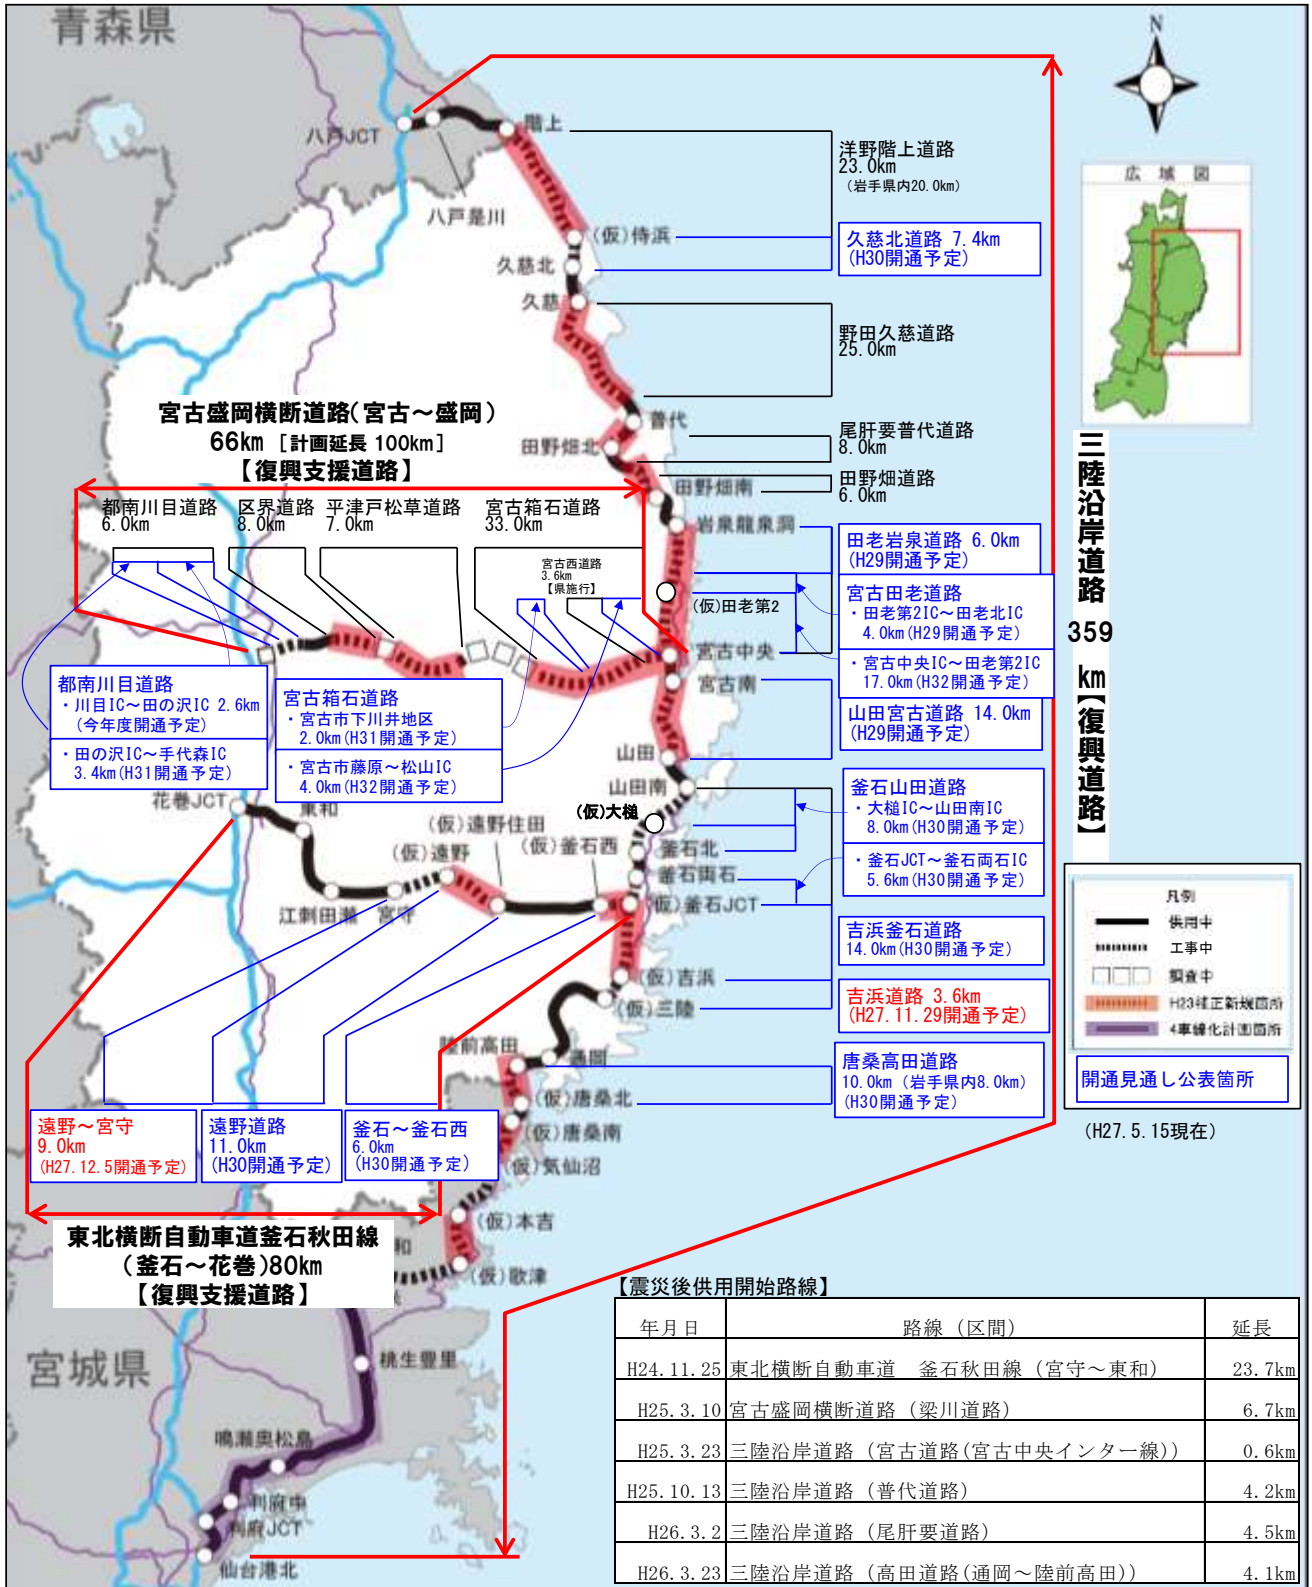 青森県
N
八戸JCT
階上
八戸是川
(仮)侍浜
久慈北
久慈
普代
田野畑北
田野畑南
岩泉龍泉洞
(仮)田老第2
宮古中央
宮古南
山田
山田南
(仮)大槌
釜石北
釜石両石
(仮)釜石JCT
(仮)吉浜
(仮)三陸
通岡
陸前高田
(仮)唐桑北
(仮)唐桑南
(仮)気仙沼
(仮)本吉
(仮)歌津
和
桃生豊里
鳴瀬奥松島
利府中
利府JCT
仙台港北
宮城県
花巻JCT
東和
江刺田瀬
宮守
(仮)遠野
(仮)遠野住田
(仮)釜石西
洋野階上道路
23.0km
(岩手県内20.0km)
久慈北道路 7.4km
(H30開通予定)
野田久慈道路
25.0km
尾肝要普代道路
8.0km
田野畑道路
6.0km
田老岩泉道路 6.0km
(H29開通予定)
宮古田老道路
・田老第2IC～田老北IC
4.0km(H29開通予定)
・宮古中央IC～田老第2IC
17.0km(H32開通予定)
山田宮古道路 14.0km
(H29開通予定)
釜石山田道路
・大槌IC～山田南IC
8.0km(H30開通予定)
・釜石JCT～釜石両石IC
5.6km(H30開通予定)
吉浜釜石道路
14.0km(H30開通予定)
吉浜道路 3.6km
(H27.11.29開通予定)
唐桑高田道路
10.0km (岩手県内8.0km)
(H30開通予定)
宮古盛岡横断道路(宮古～盛岡)
66km [計画延長 100km]
【復興支援道路】
都南川目道路
6.0km
区界道路
8.0km
平津戸松草道路
7.0km
宮古箱石道路
33.0km
宮古西道路
3.6km
【県施行】
都南川目道路
・川目IC～田の沢IC 2.6km
(今年度開通予定)
・田の沢IC～手代森IC
3.4km(H31開通予定)
宮古箱石道路
・宮古市下川井地区
2.0km(H31開通予定)
・宮古市藤原～松山IC
4.0km(H32開通予定)
遠野～宮守
9.0km
(H27.12.5開通予定)
遠野道路
11.0km
(H30開通予定)
釜石～釜石西
6.0km
(H30開通予定)
東北横断自動車道釜石秋田線
(釜石～花巻)80km
【復興支援道路】
広域図
三陸沿岸道路 359 km【復興道路】
凡例
供用中
工事中
調査中
H23補正新規箇所
4車線化計画箇所
開通見通し公表箇所
(H27.5.15現在)
【震災後供用開始路線】
年月日 路線（区間） 延長
H24.11.25 東北横断自動車道 釜石秋田線（宮守～東和） 23.7km
H25.3.10 宮古盛岡横断道路（簗川道路） 6.7km
H25.3.23 三陸沿岸道路（宮古道路(宮古中央インター線)） 0.6km
H25.10.13 三陸沿岸道路（普代道路） 4.2km
H26.3.2 三陸沿岸道路（尾肝要道路） 4.5km
H26.3.23 三陸沿岸道路（高田道路(通岡～陸前高田)） 4.1km